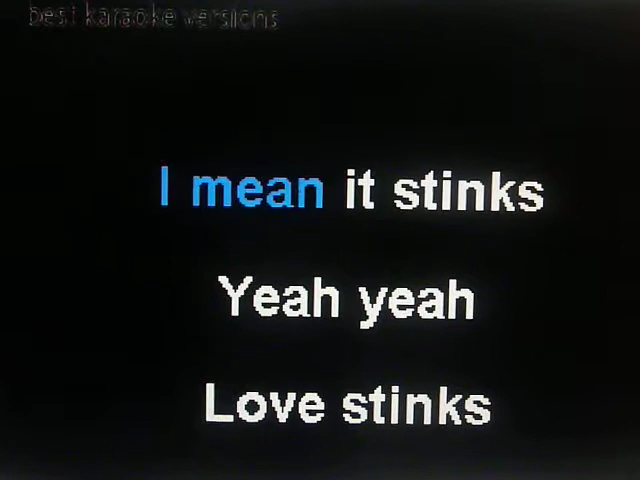 best karaoke versions
I mean it stinks
Yeah yeah
Love stinks